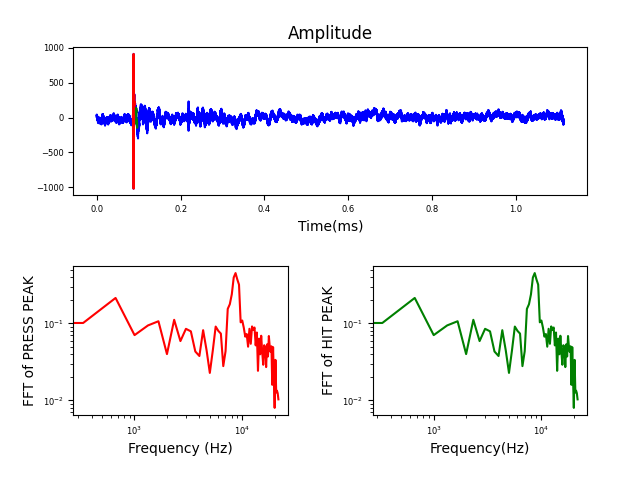 Amplitude
1000
500
0
−500
−1000
0.0 0.2 0.4 0.6 0.8 1.0
Time(ms)
FFT of PRESS PEAK
10⁻¹
10⁻²
10³ 10⁴
Frequency (Hz)
FFT of HIT PEAK
10⁻¹
10⁻²
10³ 10⁴
Frequency(Hz)